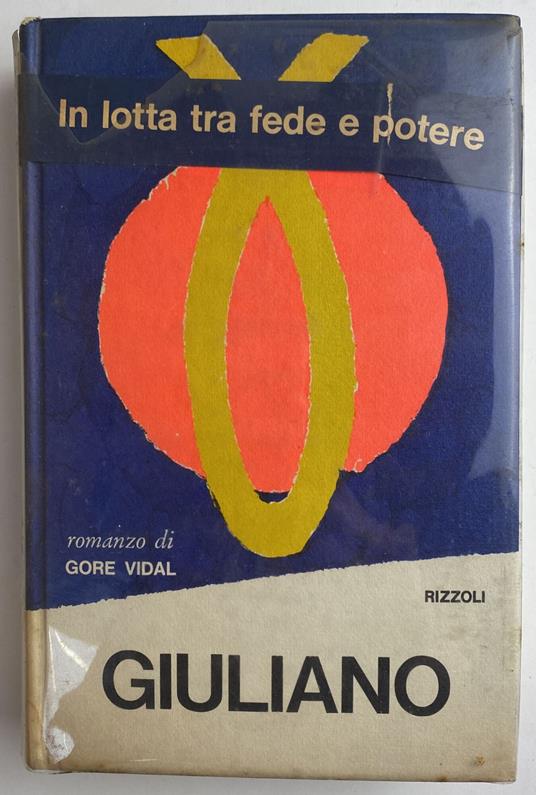 In lotta tra fede e potere
romanzo di
GORE VIDAL
RIZZOLI
GIULIANO